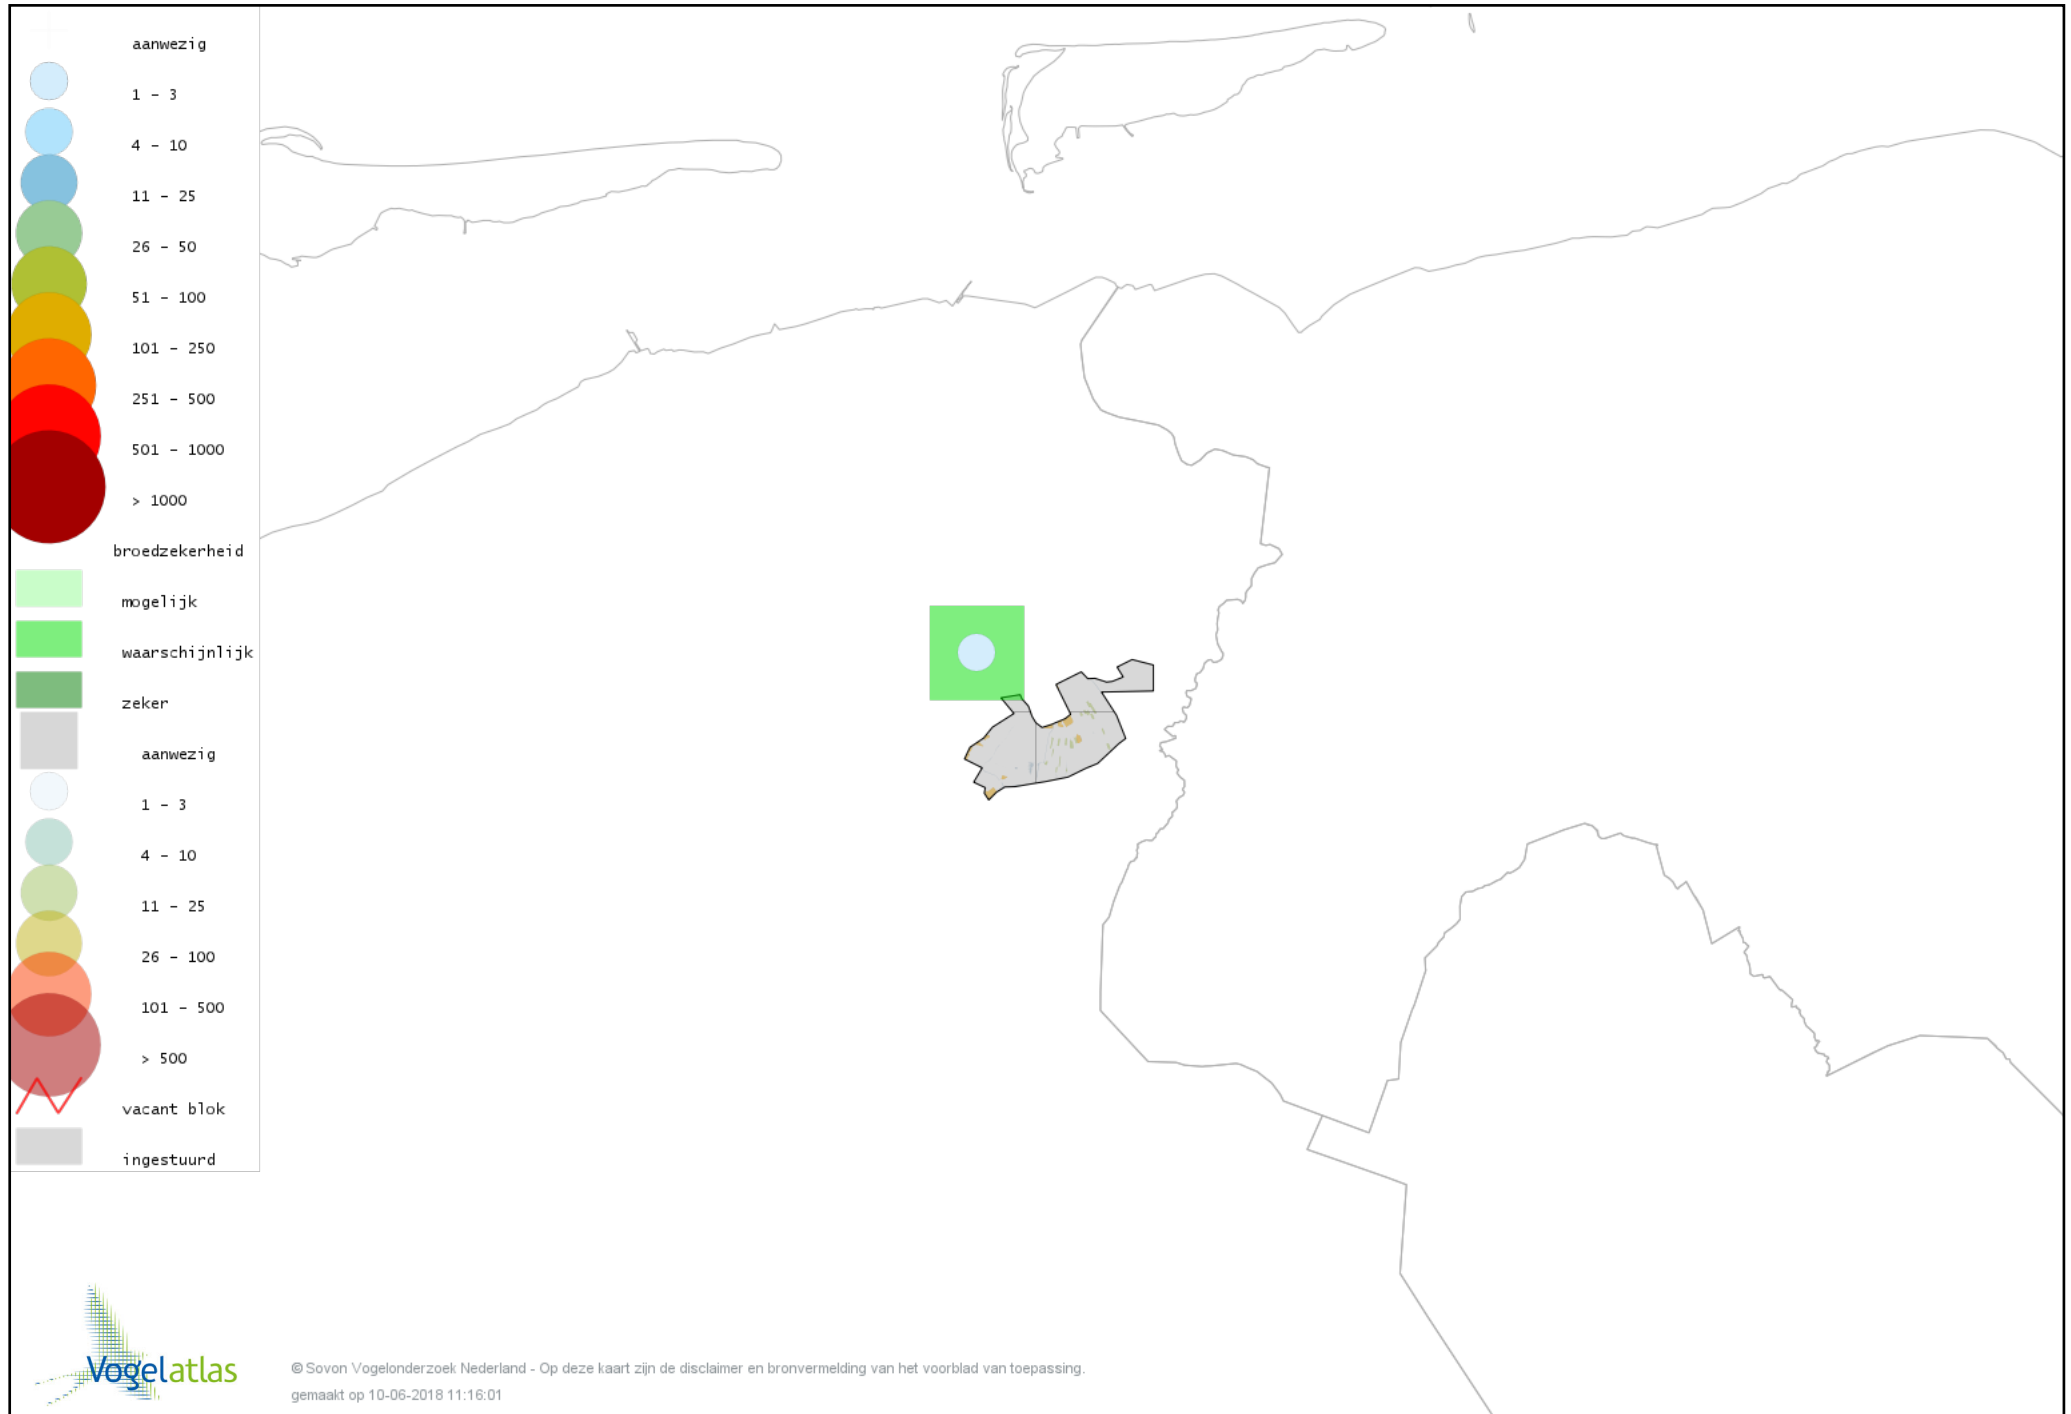 aanwezig
1 - 3
4 - 10
11 - 25
26 - 50
51 - 100
101 - 250
251 - 500
501 - 1000
> 1000
broedzekerheid
mogelijk
waarschijnlijk
zeker
aanwezig
1 - 3
4 - 10
11 - 25
26 - 100
101 - 500
> 500
vacant blok
ingestuurd
Vogelatlas
© Sovon Vogelonderzoek Nederland - Op deze kaart zijn de disclaimer en bronvermelding van het voorblad van toepassing.
gemaakt op 10-06-2018 11:16:01